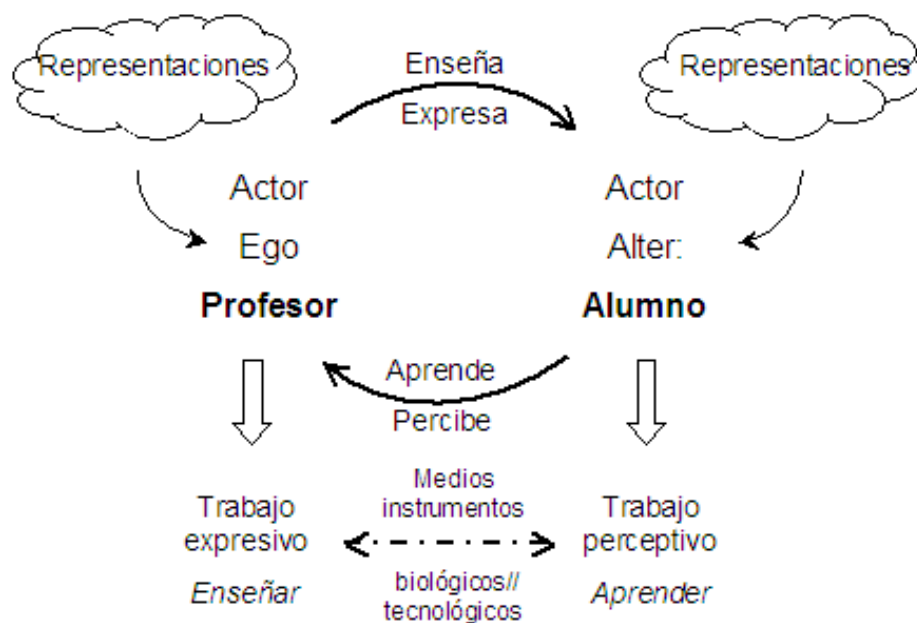 Representaciones
Representaciones
Enseña
Expresa
Actor
Actor
Ego
Alter:
Profesor
Alumno
Aprende
Percibe
Medios
instrumentos
Trabajo
expresivo
Trabajo
perceptivo
Enseñar
biológicos//
tecnológicos
Aprender